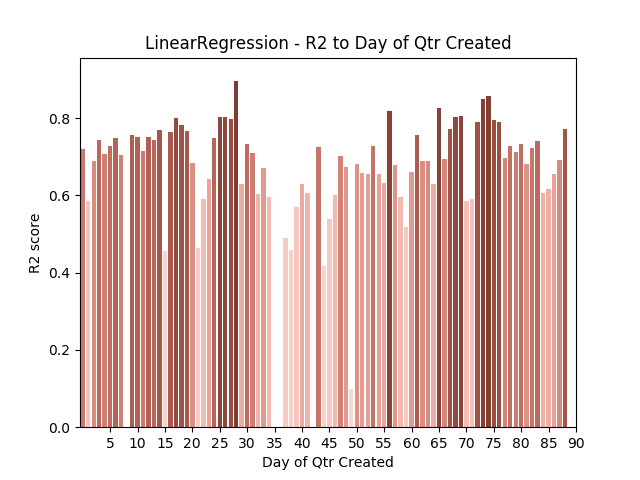 LinearRegression - R2 to Day of Qtr Created
R2 score
0.8
0.6
0.4
0.2
0.0
5 10 15 20 25 30 35 40 45 50 55 60 65 70 75 80 85 90
Day of Qtr Created